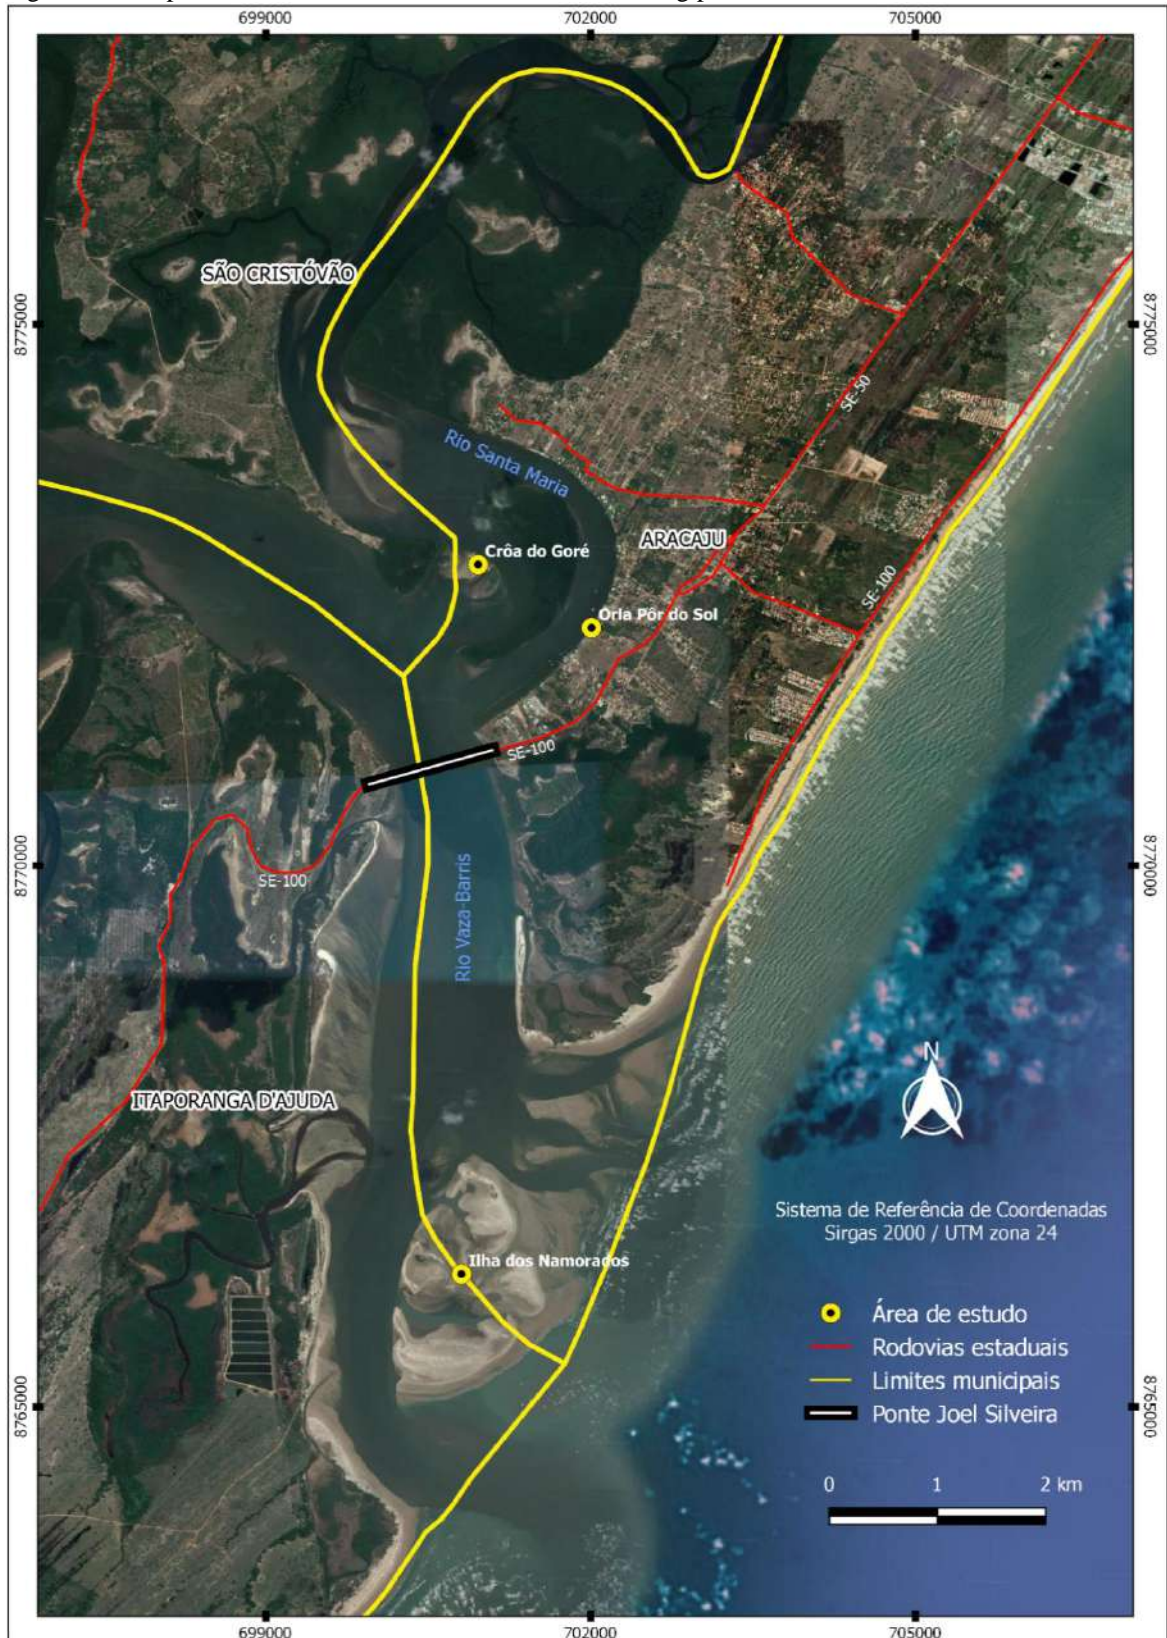 699000
702000
705000
SÃO CRISTÓVÃO
8775000
8775000
SE-50
Rio Santa Maria
ARACAJU
Crôa do Goré
SE-100
Orla Pôr do Sol
SE-100
8770000
8770000
SE-100
Rio Vaza-Barris
N
ITAPORANGA D'AJUDA
Sistema de Referência de Coordenadas
Sirgas 2000 / UTM zona 24
Ilha dos Namorados
Área de estudo
Rodovias estaduais
Limites municipais
Ponte Joel Silveira
8765000
8765000
0 1 2 km
699000
702000
705000